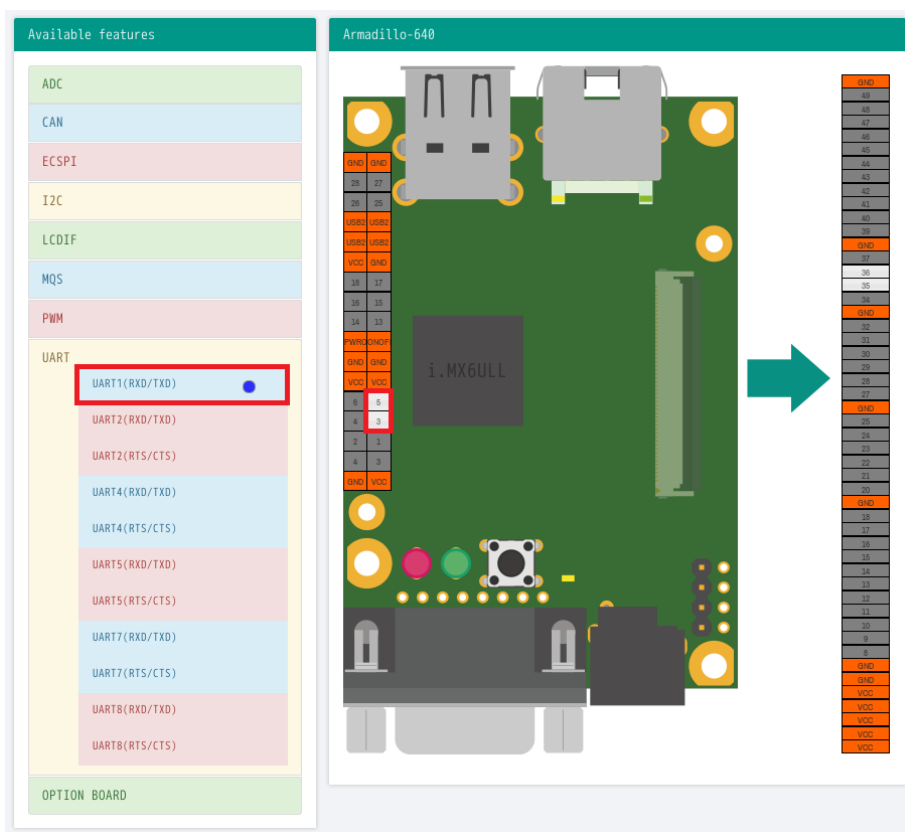 Available features
ADC
CAN
ECSPI
I2C
LCDIF
MQS
PWM
UART
UART1(RXD/TXD)
UART2(RXD/TXD)
UART2(RTS/CTS)
UART4(RXD/TXD)
UART4(RTS/CTS)
UART5(RXD/TXD)
UART5(RTS/CTS)
UART7(RXD/TXD)
UART7(RTS/CTS)
UART8(RXD/TXD)
UART8(RTS/CTS)
OPTION BOARD
Armadillo-640
GND GND
28 27
26 25
USB2 USB2
USB2 USB2
VCC GND
18 17
16 15
14 13
PWRO ONOF
GND GND
VCC VCC
6 5
4 3
2 1
4 3
GND VCC
i.MX6ULL
GND
49
48
47
46
45
44
43
42
41
40
39
GND
37
36
35
34
GND
32
31
30
29
28
27
GND
25
24
23
22
21
20
GND
18
17
16
15
14
13
12
11
10
9
8
GND
GND
VCC
VCC
VCC
VCC
VCC